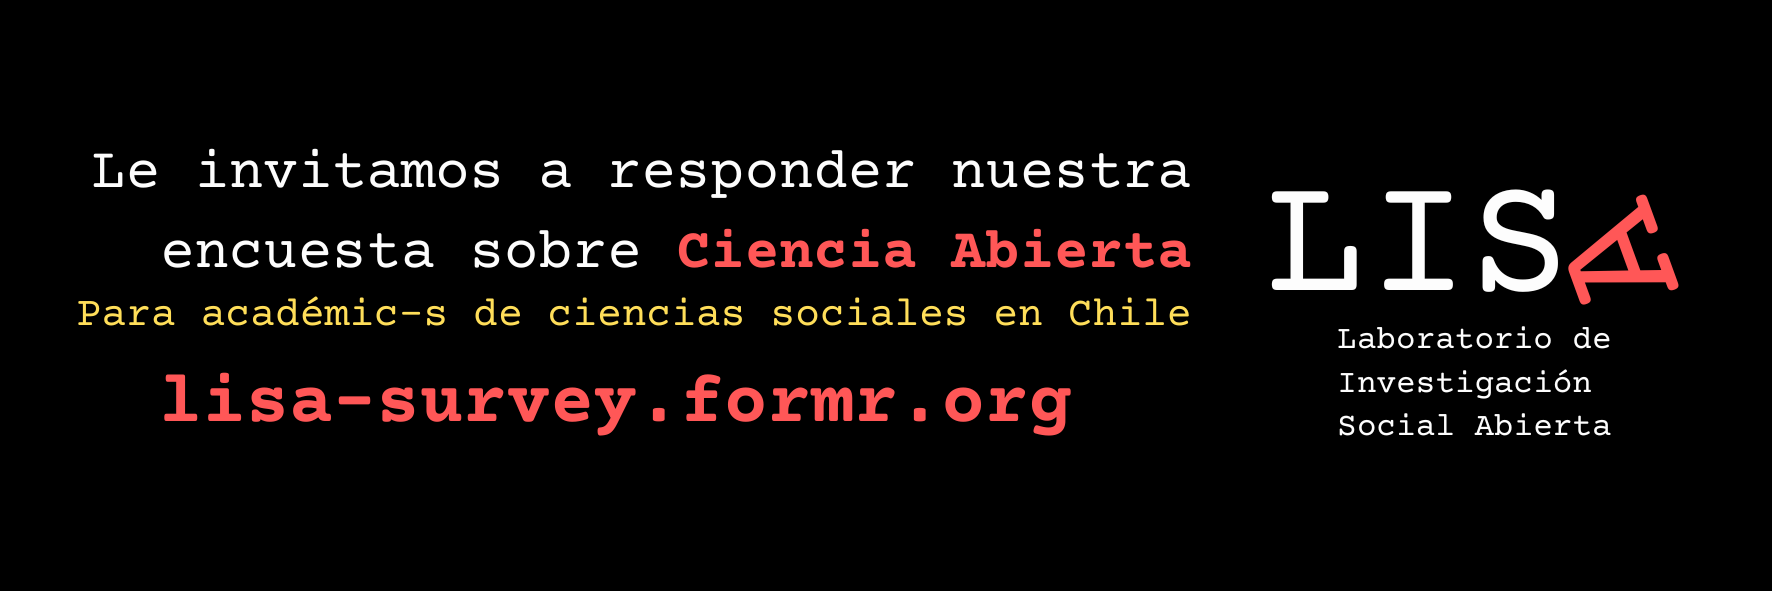 Le invitamos a responder nuestra
encuesta sobre Ciencia Abierta
Para académic-s de ciencias sociales en Chile
lisa-survey.formr.org
LISA
Laboratorio de
Investigación
Social Abierta